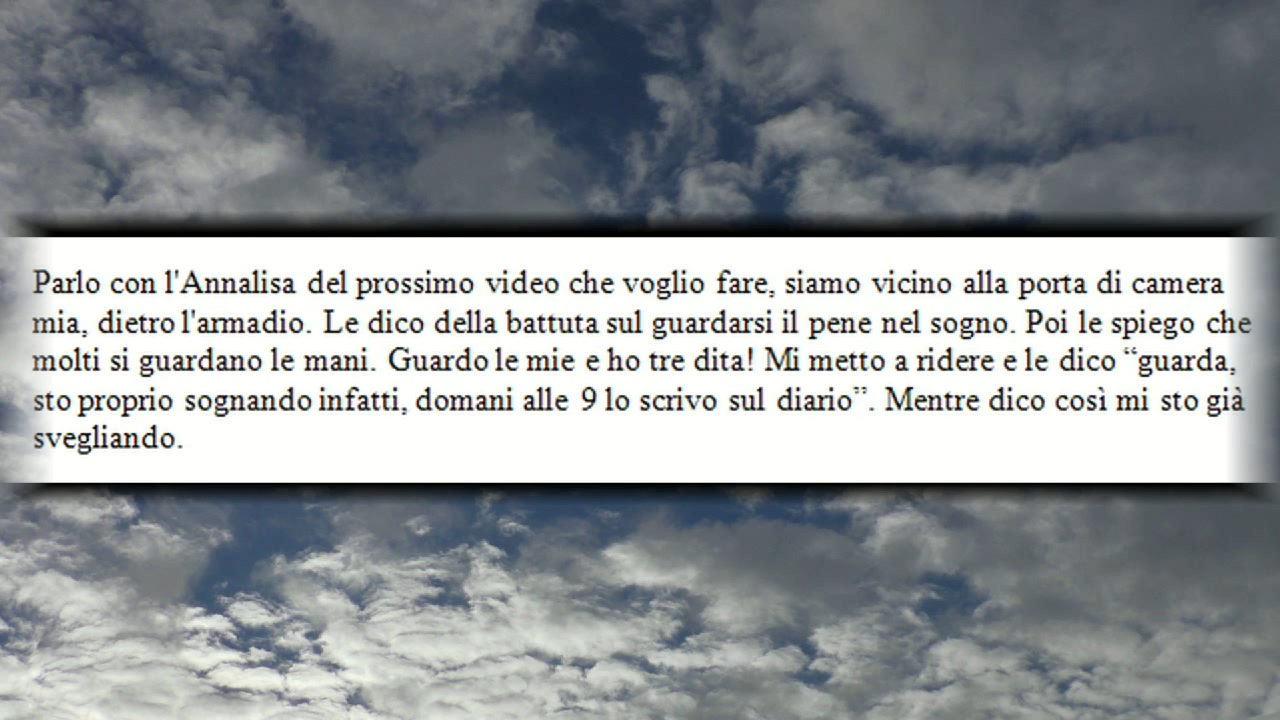 Parlo con l'Annalisa del prossimo video che voglio fare, siamo vicino alla porta di camera
mia, dietro l'armadio. Le dico della battuta sul guardarsi il pene nel sogno. Poi le spiego che
molti si guardano le mani. Guardo le mie e ho tre dita! Mi metto a ridere e le dico “guarda,
sto proprio sognando infatti, domani alle 9 lo scrivo sul diario”. Mentre dico così mi sto già
svegliando.